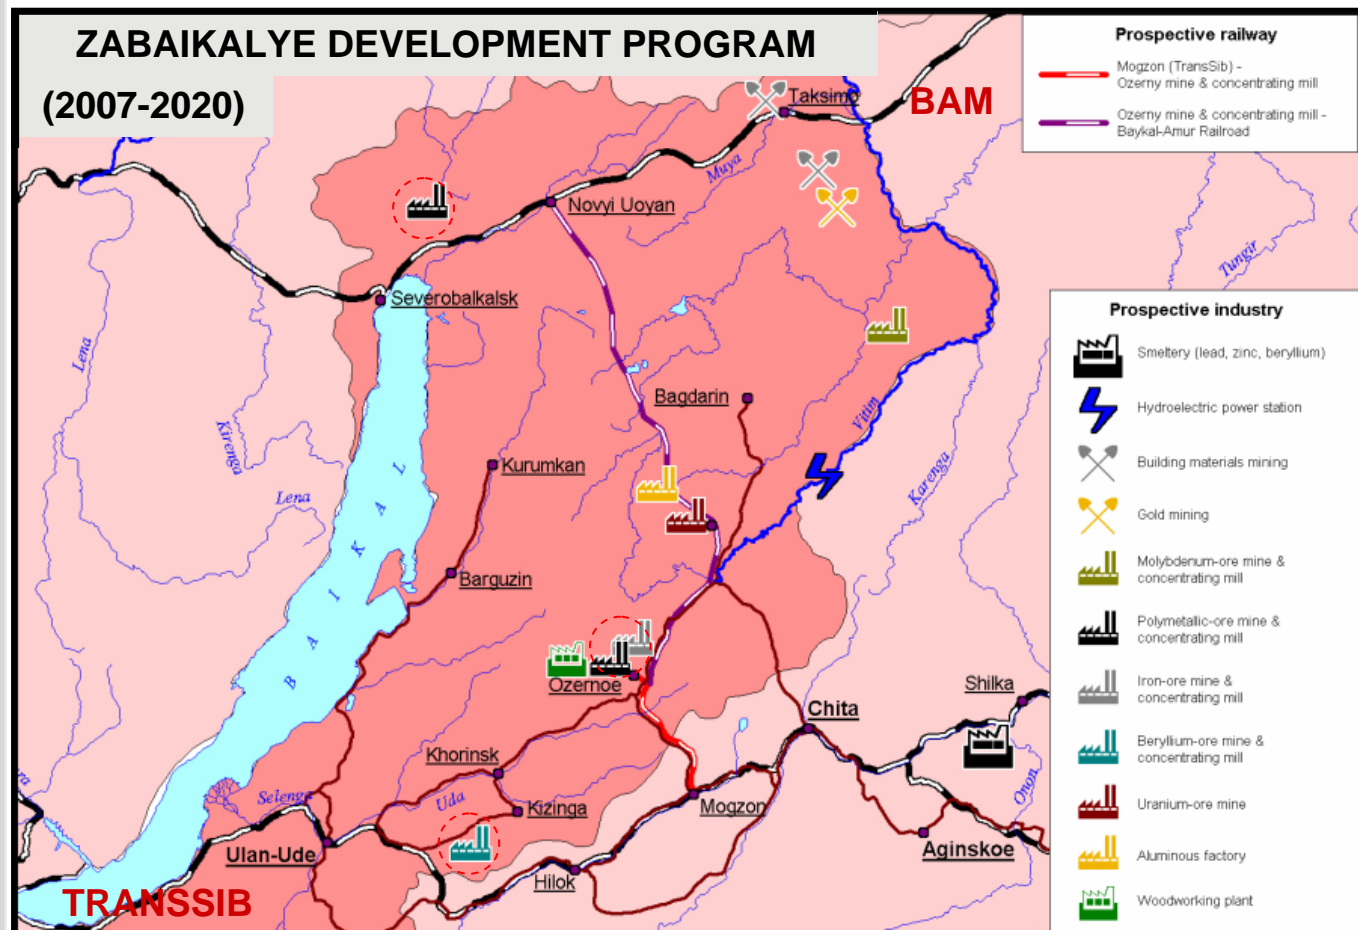 ZABAIKALYE DEVELOPMENT PROGRAM
(2007-2020)
Prospective railway
Mogzon (TransSib) -
Ozerny mine & concentrating mill
Ozerny mine & concentrating mill -
Baykal-Amur Railroad
Taksimo
BAM
Muya
Novyi Uoyan
Tungir
Severobalkalsk
Lena
Kirenga
Lena
Bagdarin
Vitim
Kurumkan
Karenga
BAIKAL
Barguzin
Ozernoe
Shilka
Chita
Khorinsk
Selenga
Uda
Kizinga
Mogzon
Onon
Ulan-Ude
Hilok
Aginskoe
TRANSSIB
Prospective industry
Smeltery (lead, zinc, beryllium)
Hydroelectric power station
Building materials mining
Gold mining
Molybdenum-ore mine &
concentrating mill
Polymetallic-ore mine &
concentrating mill
Iron-ore mine &
concentrating mill
Beryllium-ore mine &
concentrating mill
Uranium-ore mine
Aluminous factory
Woodworking plant